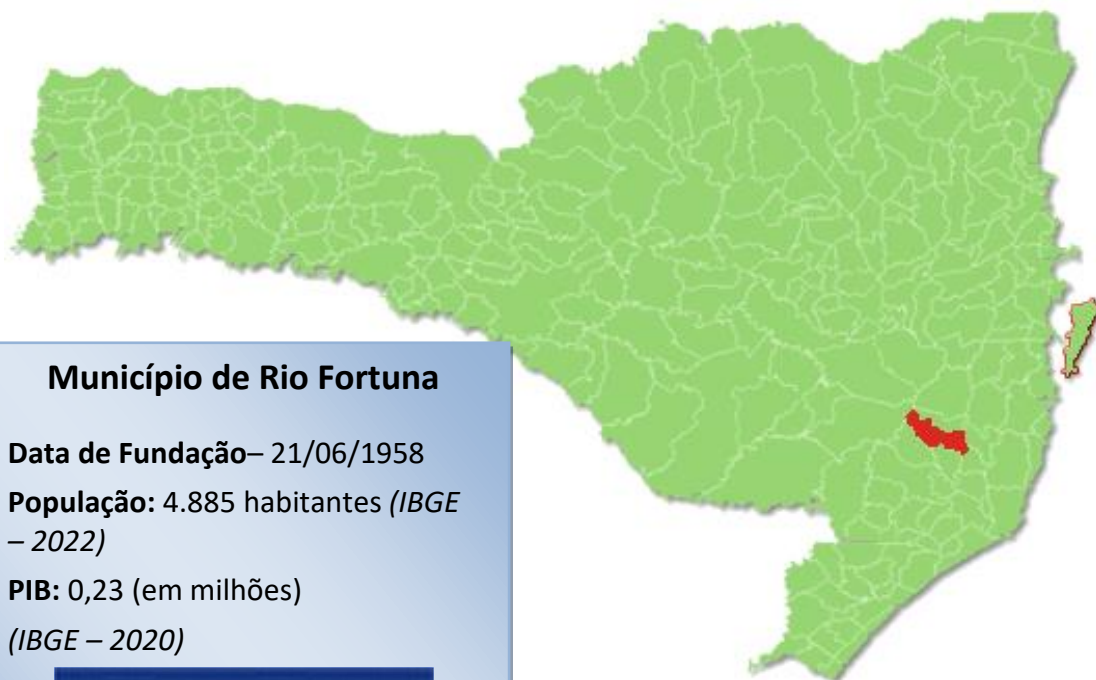 Município de Rio Fortuna
Data de Fundação– 21/06/1958
População: 4.885 habitantes (IBGE
– 2022)
PIB: 0,23 (em milhões)
(IBGE – 2020)